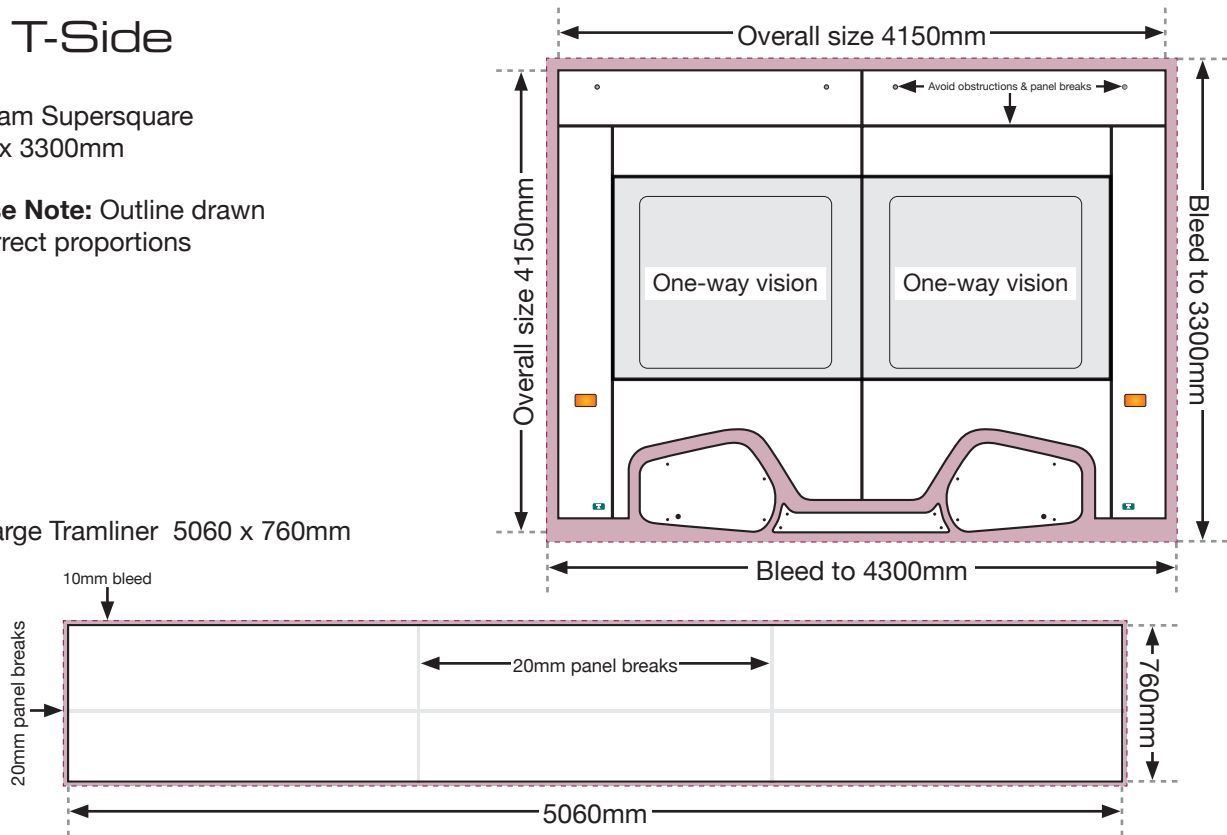 T-Side
am Supersquare
x 3300mm
se Note: Outline drawn
rrect proportions
Overall size 4150mm
Avoid obstructions & panel breaks
Overall size 4150mm
Bleed to 3300mm
One-way vision
One-way vision
Bleed to 4300mm
arge Tramliner 5060 x 760mm
10mm bleed
20mm panel breaks
20mm panel breaks
760mm
5060mm